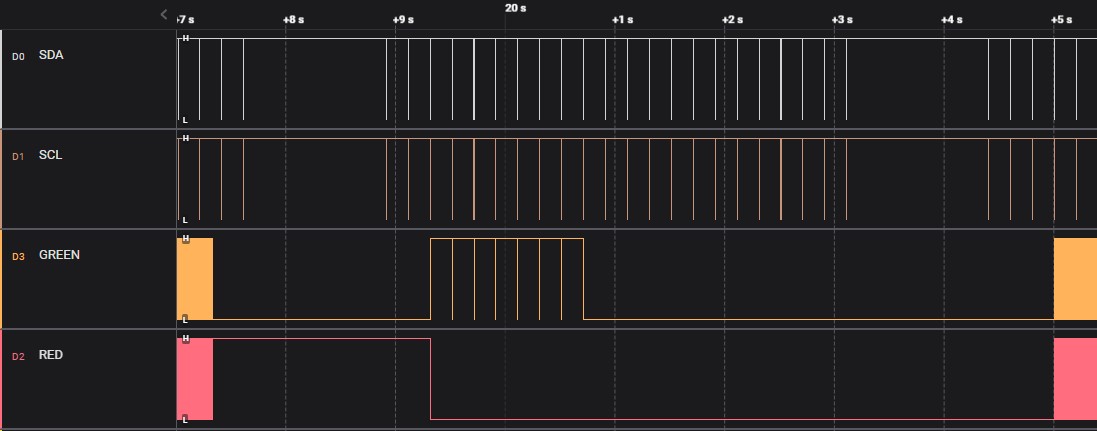 20 s
+7 s +8 s +9 s +1 s +2 s +3 s +4 s +5 s
D0 SDA H L
D1 SCL H L
D3 GREEN H L
D2 RED H L